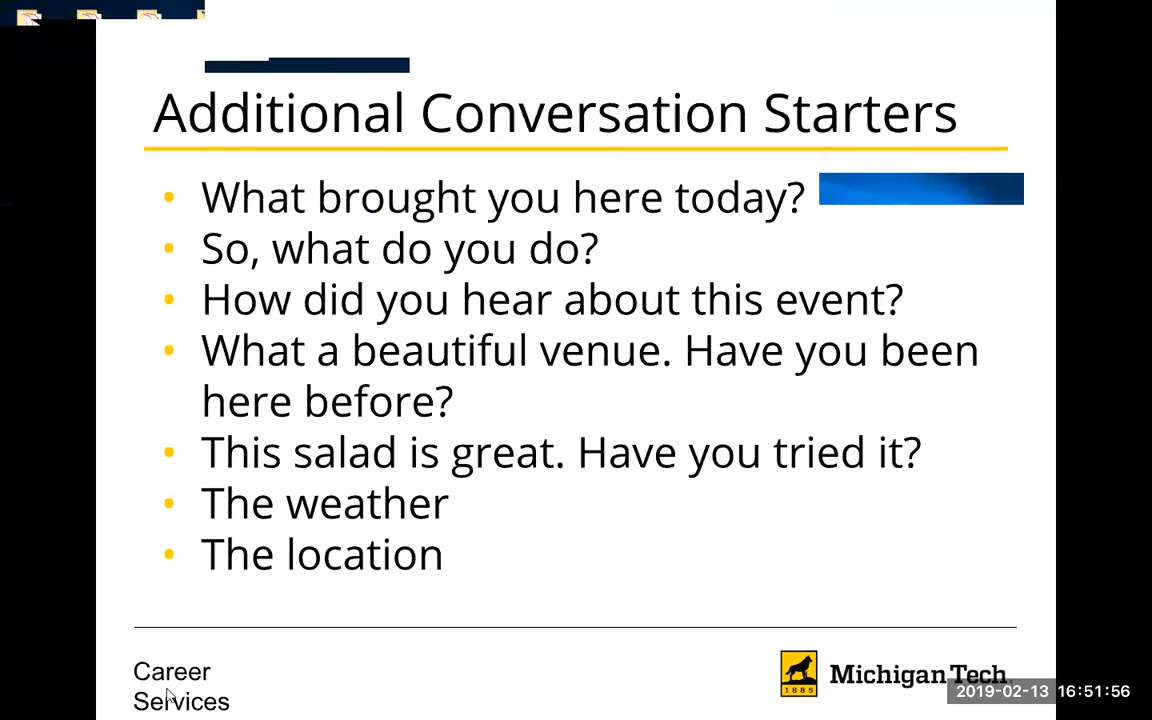 Additional Conversation Starters
• What brought you here today?
• So, what do you do?
• How did you hear about this event?
• What a beautiful venue. Have you been
here before?
• This salad is great. Have you tried it?
• The weather
• The location
Career
Services
1885
Michigan Tech.
2019-02-13 16:51:56